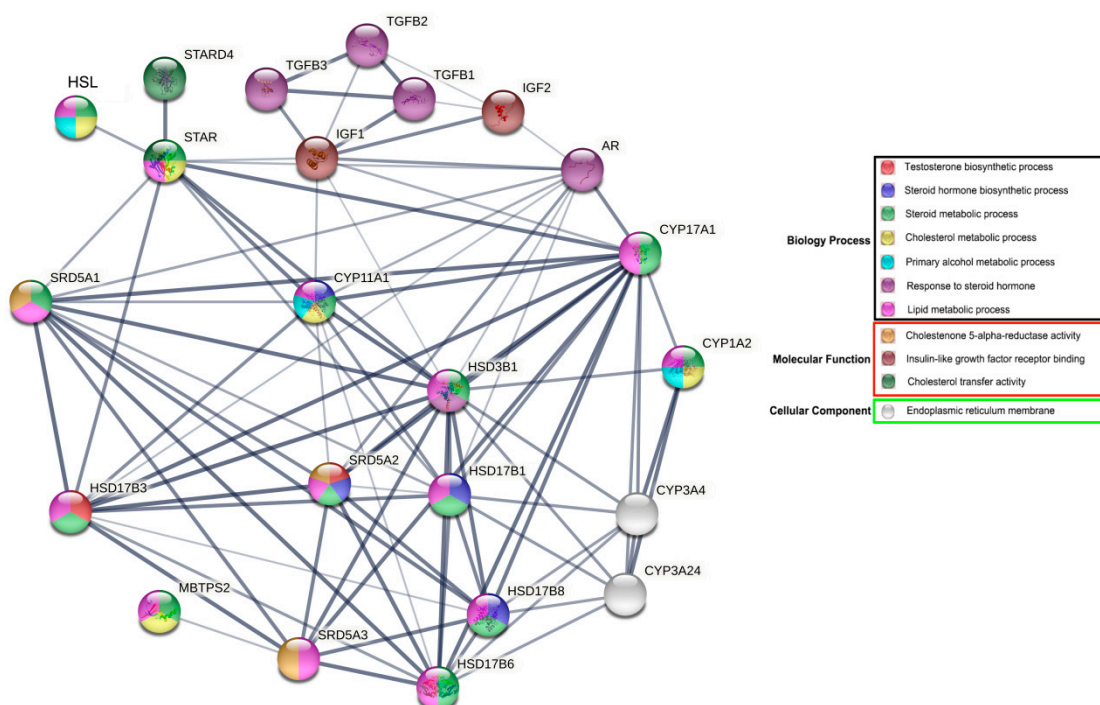 TGFB2
STARD4
TGFB3
TGFB1
HSL
IGF2
STAR
IGF1
AR
CYP17A1
SRD5A1
CYP11A1
CYP1A2
HSD3B1
SRD5A2
HSD17B1
HSD17B3
CYP3A4
CYP3A24
MBTPS2
HSD17B8
SRD5A3
HSD17B6
Biology Process
Testosterone biosynthetic process
Steroid hormone biosynthetic process
Steroid metabolic process
Cholesterol metabolic process
Primary alcohol metabolic process
Response to steroid hormone
Lipid metabolic process
Molecular Function
Cholestenone 5-alpha-reductase activity
Insulin-like growth factor receptor binding
Cholesterol transfer activity
Cellular Component
Endoplasmic reticulum membrane